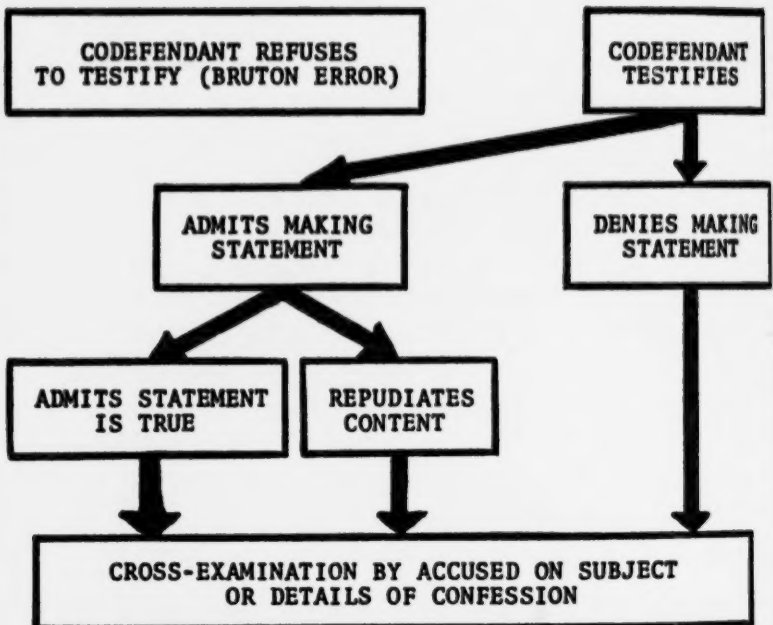 CODEFENDANT REFUSES
TO TESTIFY (BRUTON ERROR)
CODEFENDANT
TESTIFIES
ADMITS MAKING
STATEMENT
DENIES MAKING
STATEMENT
ADMITS STATEMENT
IS TRUE
REPUDIATES
CONTENT
CROSS-EXAMINATION BY ACCUSED ON SUBJECT
OR DETAILS OF CONFESSION